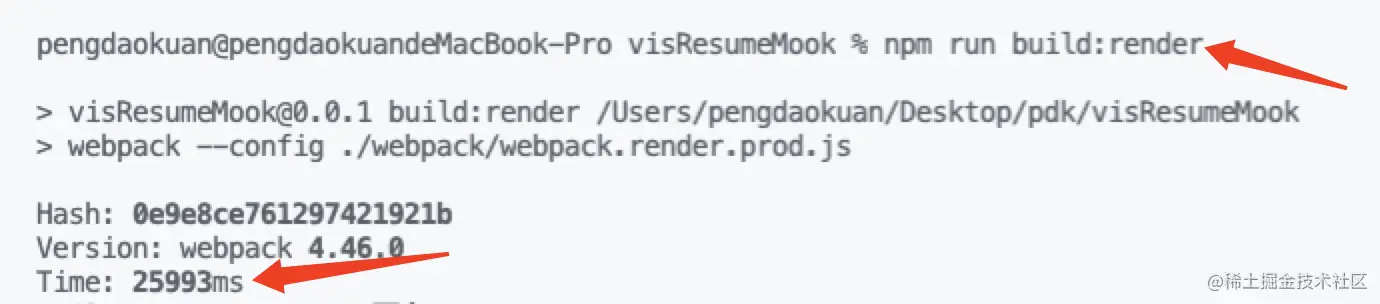 pengdaokuan@pengdaokuandeMacBook-Pro visResumeMook % npm run build:render
> visResumeMook@0.0.1 build:render /Users/pengdaokuan/Desktop/pdk/visResumeMook
> webpack --config ./webpack/webpack.render.prod.js
Hash: 0e9e8ce761297421921b
Version: webpack 4.46.0
Time: 25993ms
@稀土掘金技术社区